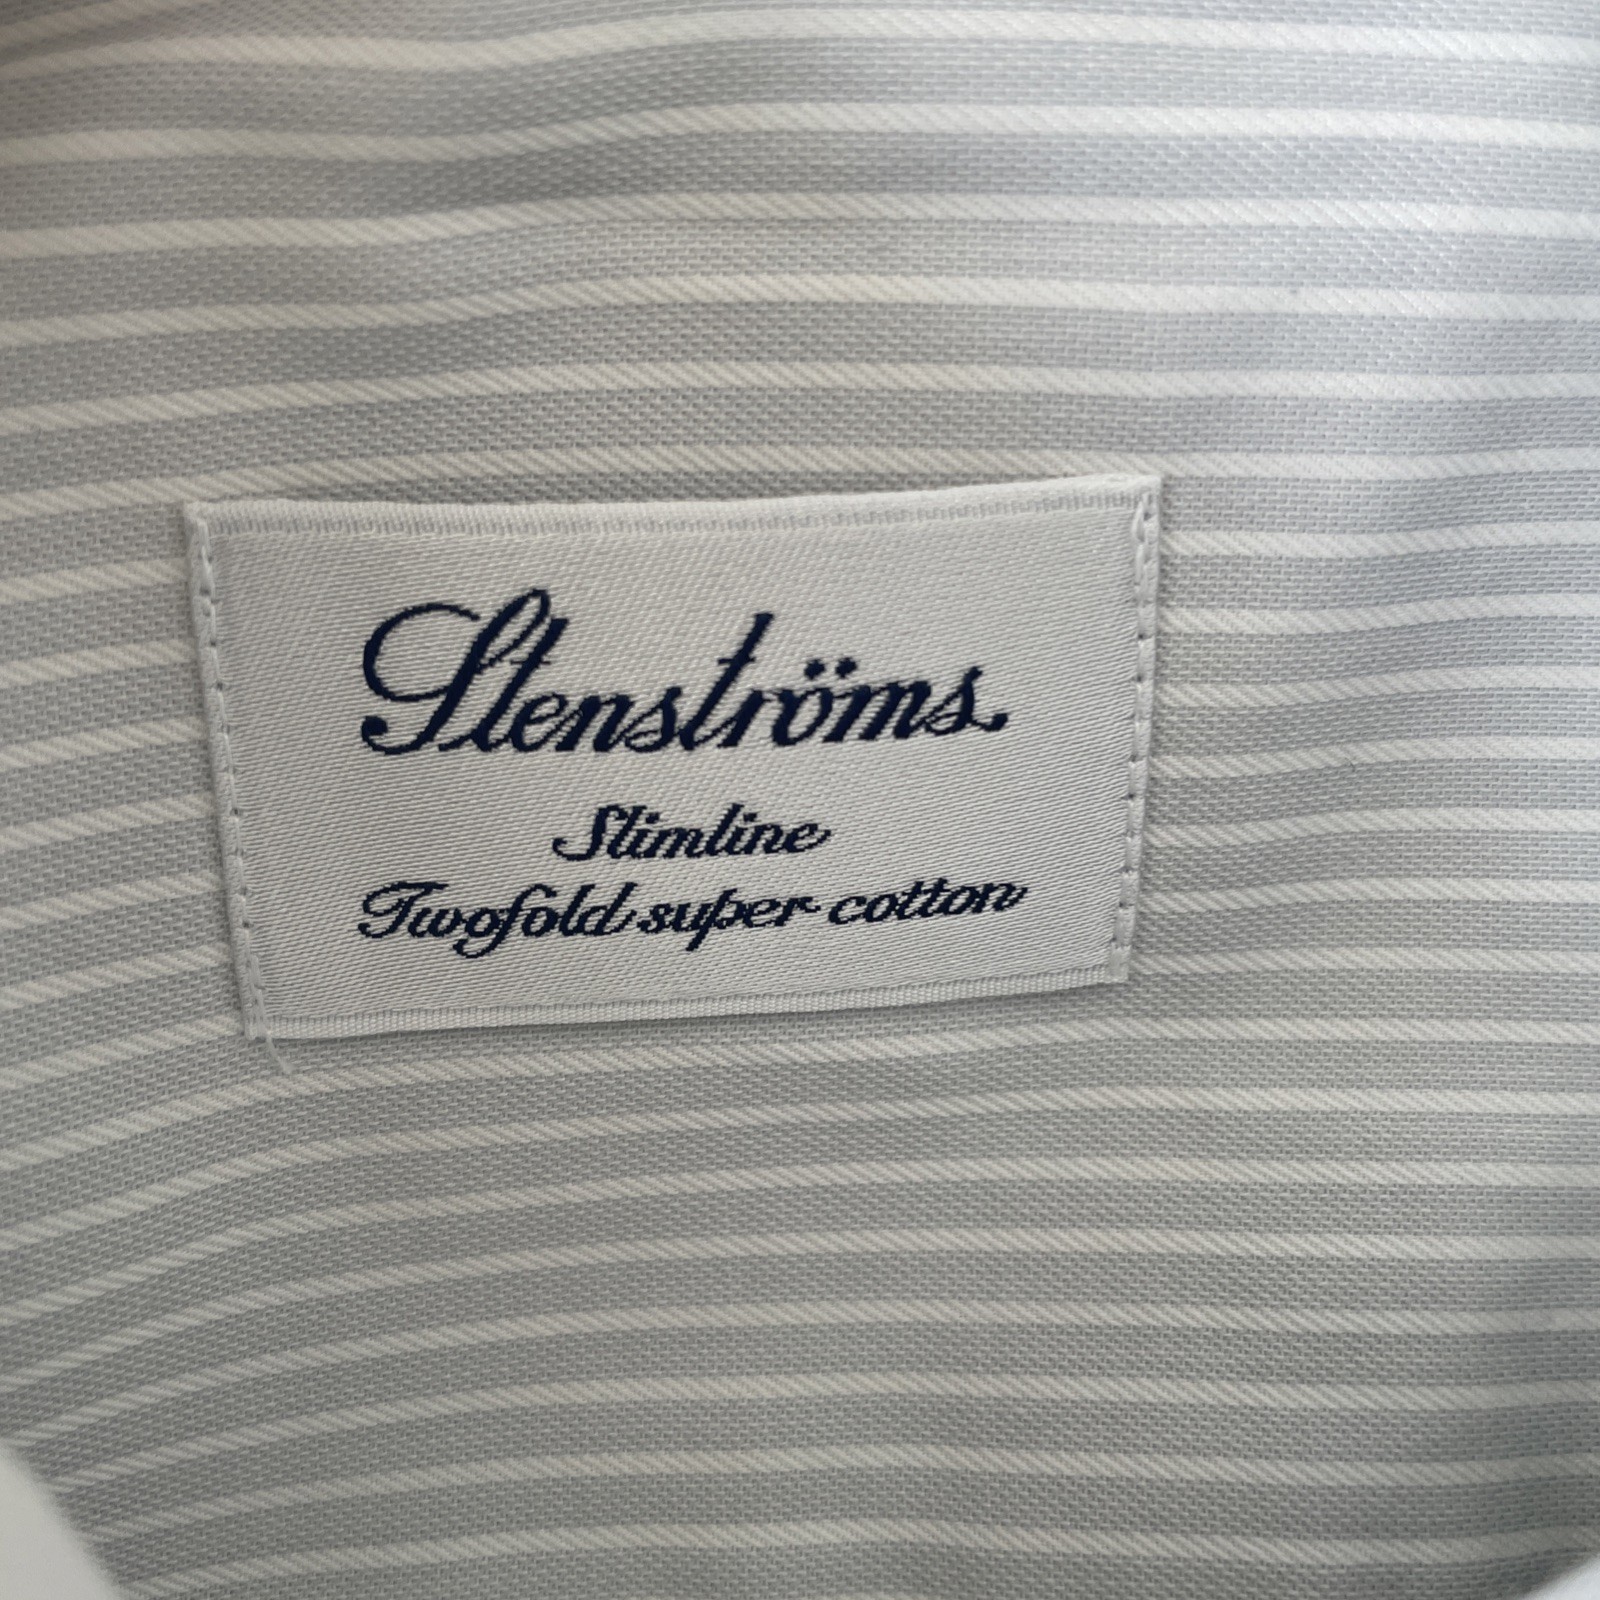 Stenströms
Slimline
Twofold super cotton